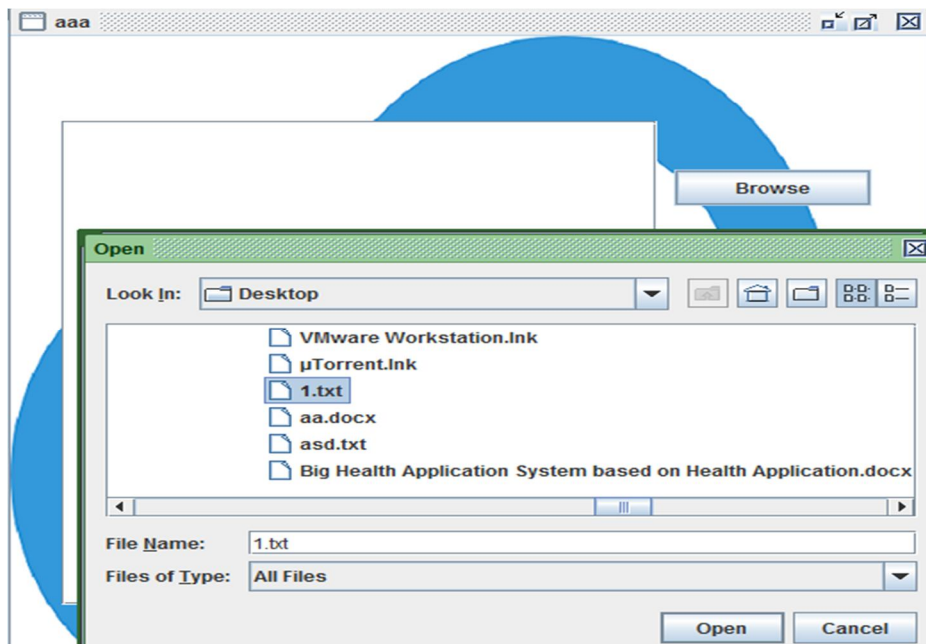 aaa
Browse
Open
Look In: Desktop
VMware Workstation.lnk
µTorrent.lnk
1.txt
aa.docx
asd.txt
Big Health Application System based on Health Application.docx
File Name: 1.txt
Files of Type: All Files
Open Cancel